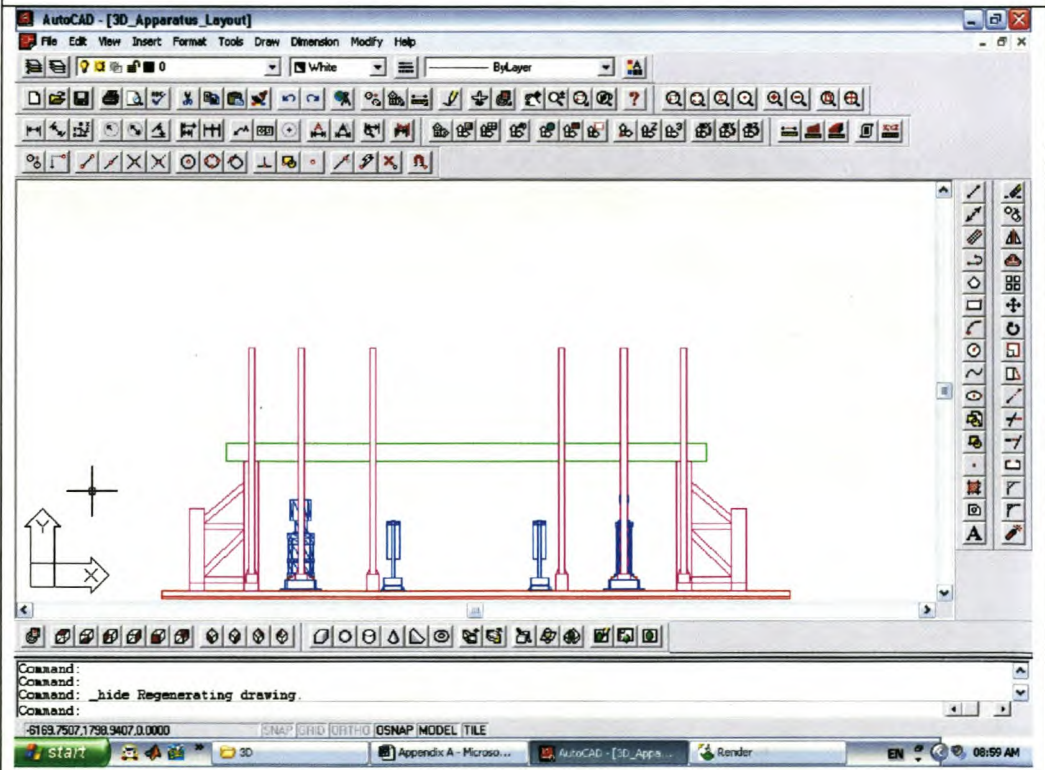 AutoCAD - [3D_Apparatus_Layout]
File Edit View Insert Format Tools Draw Dimension Modify Help
0 White ByLayer
A
Y
X
Command:
Command:
Command: _hide Regenerating drawing.
Command:
-6169.7507,1798.9407,0.0000 SNAP GRID ORTHO OSNAP MODEL TILE
start 3D Appendix A - Microso... AutoCAD - [3D_Appa... Render EN 08:59 AM